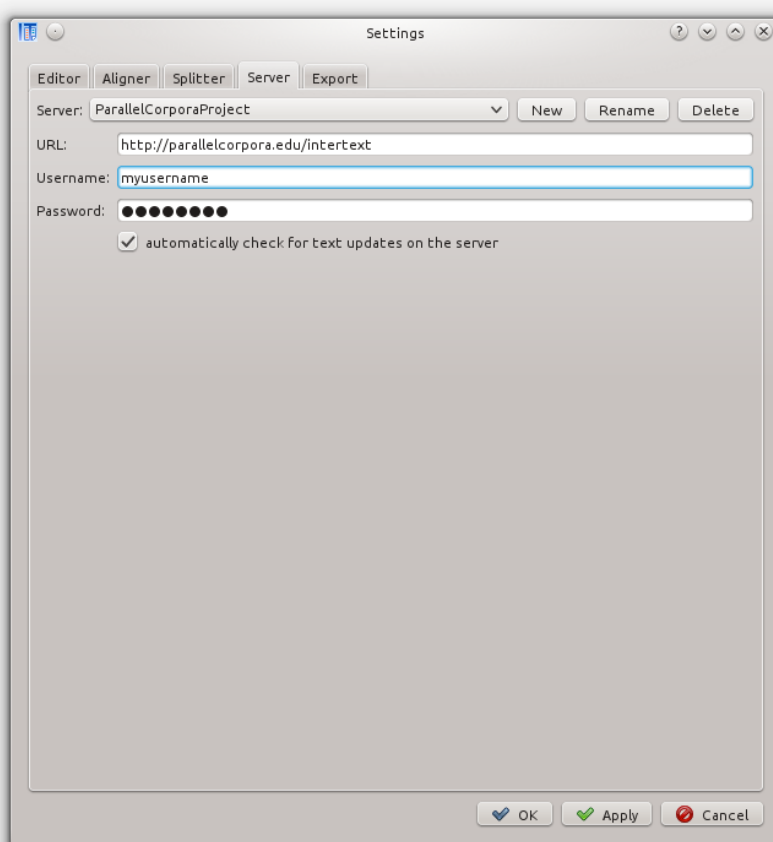 Settings
Editor Aligner Splitter Server Export
Server: ParallelCorporaProject New Rename Delete
URL: http://parallelcorpora.edu/intertext
Username: myusername
Password: ●●●●●●●●
automatically check for text updates on the server
OK Apply Cancel